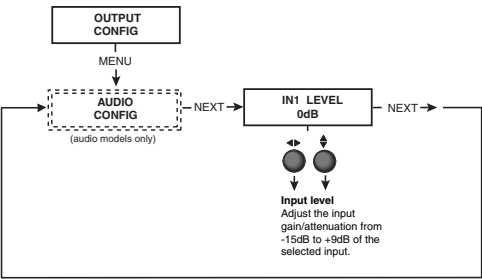 OUTPUT
CONFIG
MENU
AUDIO
CONFIG
(audio models only)
NEXT
IN1 LEVEL
0dB
NEXT
Input level
Adjust the input
gain/attenuation from
-15dB to +9dB of the
selected input.